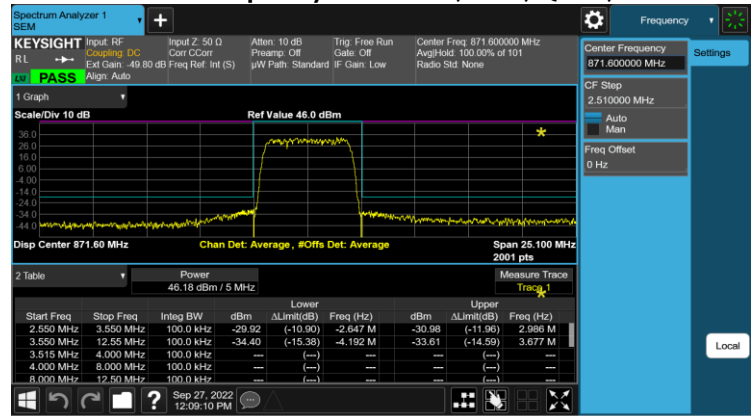 Spectrum Analyzer 1
SEM
Frequency
KEYSIGHT Input: RF Input Z: 50 Ω Atten: 10 dB Trig: Free Run Center Freq: 871.600000 MHz
RL Coupling: DC Corr CCorr Preamp: Off Gate: Off Avg|Hold: 100.00% of 101
Ext Gain: -49.80 dB Freq Ref: Int (S) µW Path: Standard IF Gain: Low Radio Std: None
LU PASS Align: Auto
Center Frequency
871.600000 MHz
Settings
CF Step
2.510000 MHz
Auto
Man
Freq Offset
0 Hz
1 Graph
Scale/Div 10 dB Ref Value 46.0 dBm
36.0
26.0
16.0
6.00
-4.00
-14.0
-24.0
-34.0
-44.0
Disp Center 871.60 MHz Chan Det: Average, #Offs Det: Average Span 25.100 MHz
2001 pts
2 Table Power Measure Trace
46.18 dBm / 5 MHz Trace 1
Lower Upper
Start Freq Stop Freq Integ BW dBm ΔLimit(dB) Freq (Hz) dBm ΔLimit(dB) Freq (Hz)
2.550 MHz 3.550 MHz 100.0 kHz -29.92 (-10.90) -2.647 M -30.98 (-11.96) 2.986 M
3.550 MHz 12.55 MHz 100.0 kHz -34.40 (-15.38) -4.192 M -33.61 (-14.59) 3.677 M
3.515 MHz 4.000 MHz 100.0 kHz --- (---) --- --- (---) ---
4.000 MHz 8.000 MHz 100.0 kHz --- (---) --- --- (---) ---
8.000 MHz 12.50 MHz 100.0 kHz --- (---) --- --- (---) ---
Local
? Sep 27, 2022
12:09:10 PM